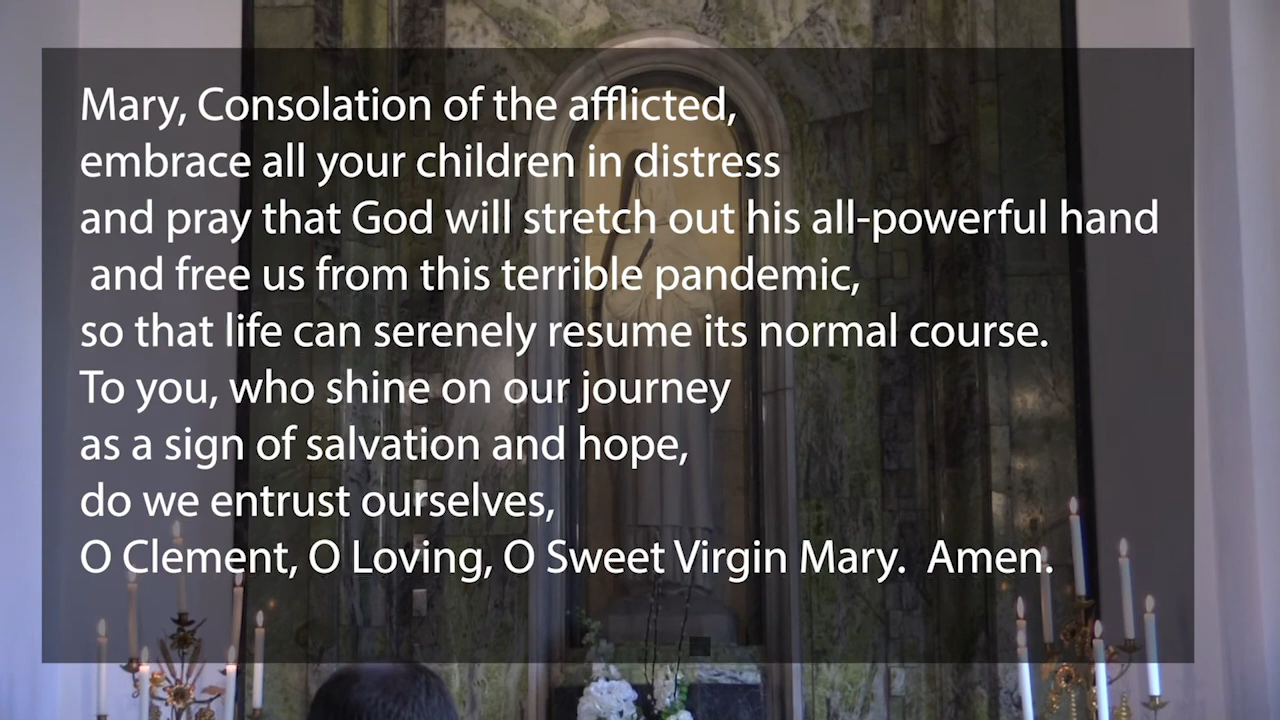 Mary, Consolation of the afflicted,
embrace all your children in distress
and pray that God will stretch out his all-powerful hand
and free us from this terrible pandemic,
so that life can serenely resume its normal course.
To you, who shine on our journey
as a sign of salvation and hope,
do we entrust ourselves,
O Clement, O Loving, O Sweet Virgin Mary.  Amen.